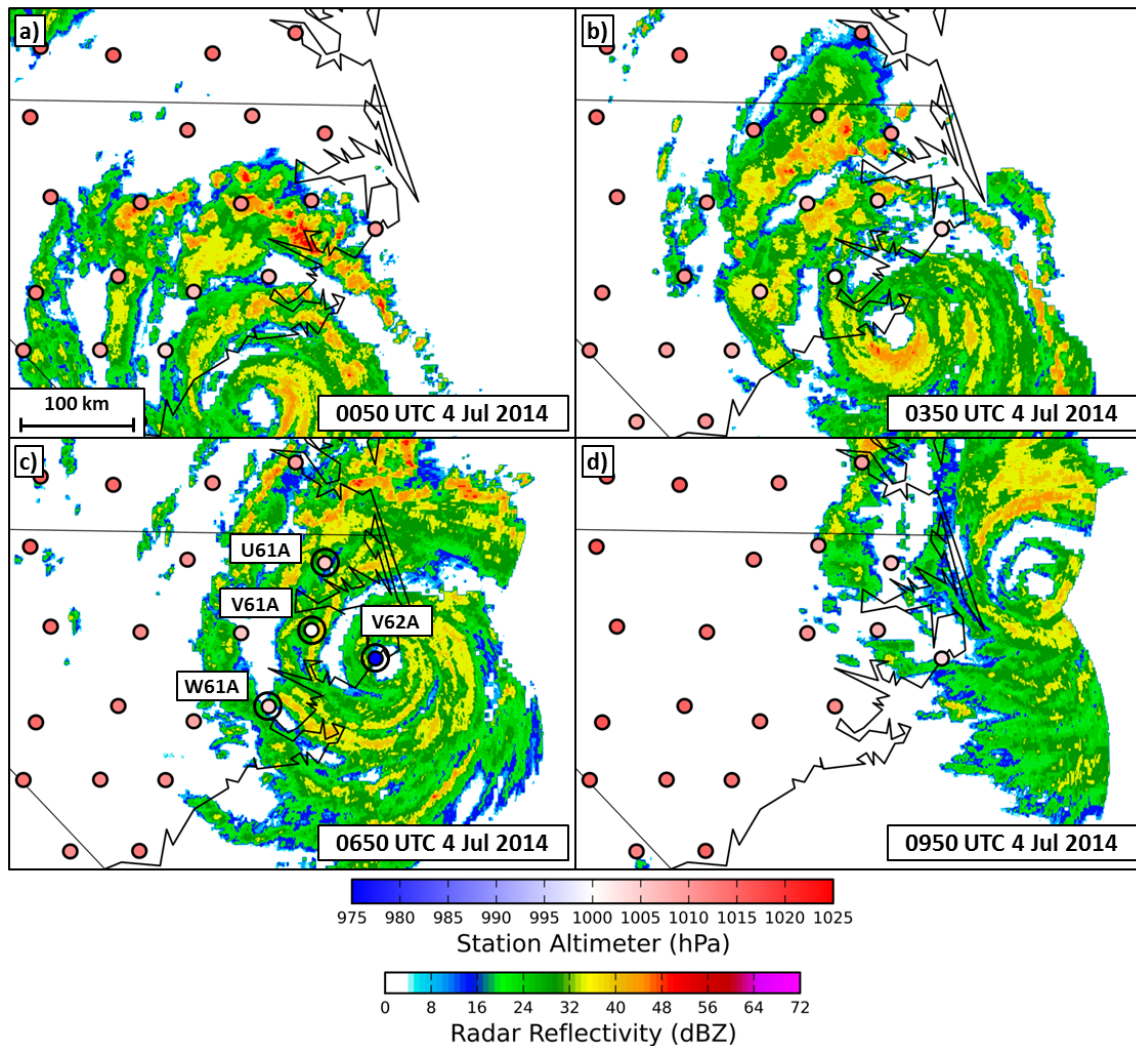 a)
b)
100 km
0050 UTC 4 Jul 2014
0350 UTC 4 Jul 2014
c)
d)
U61A
V61A
V62A
W61A
0650 UTC 4 Jul 2014
0950 UTC 4 Jul 2014
975 980 985 990 995 1000 1005 1010 1015 1020 1025
Station Altimeter (hPa)
0 8 16 24 32 40 48 56 64 72
Radar Reflectivity (dBZ)